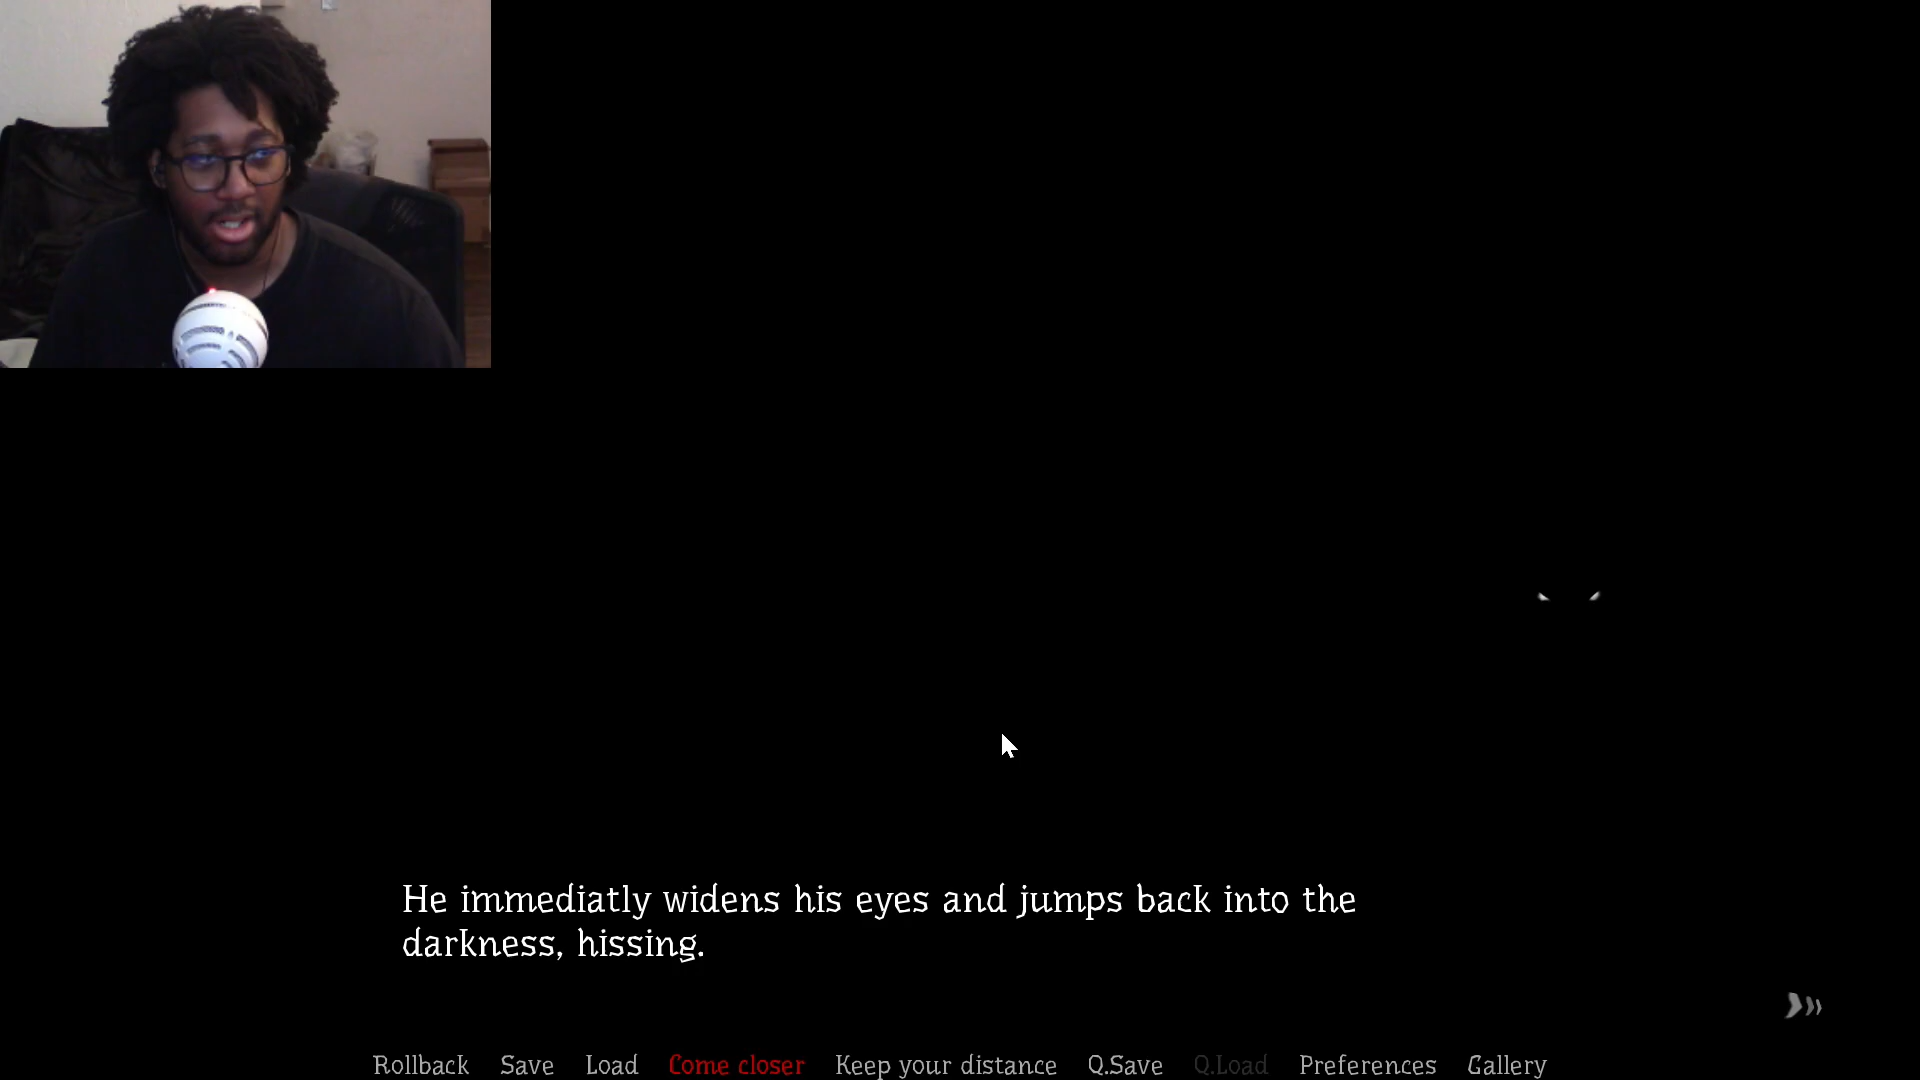 He immediatly widens his eyes and jumps back into the
darkness, hissing.
Rollback Save Load Come closer Keep your distance Q.Save Q.Load Preferences Gallery